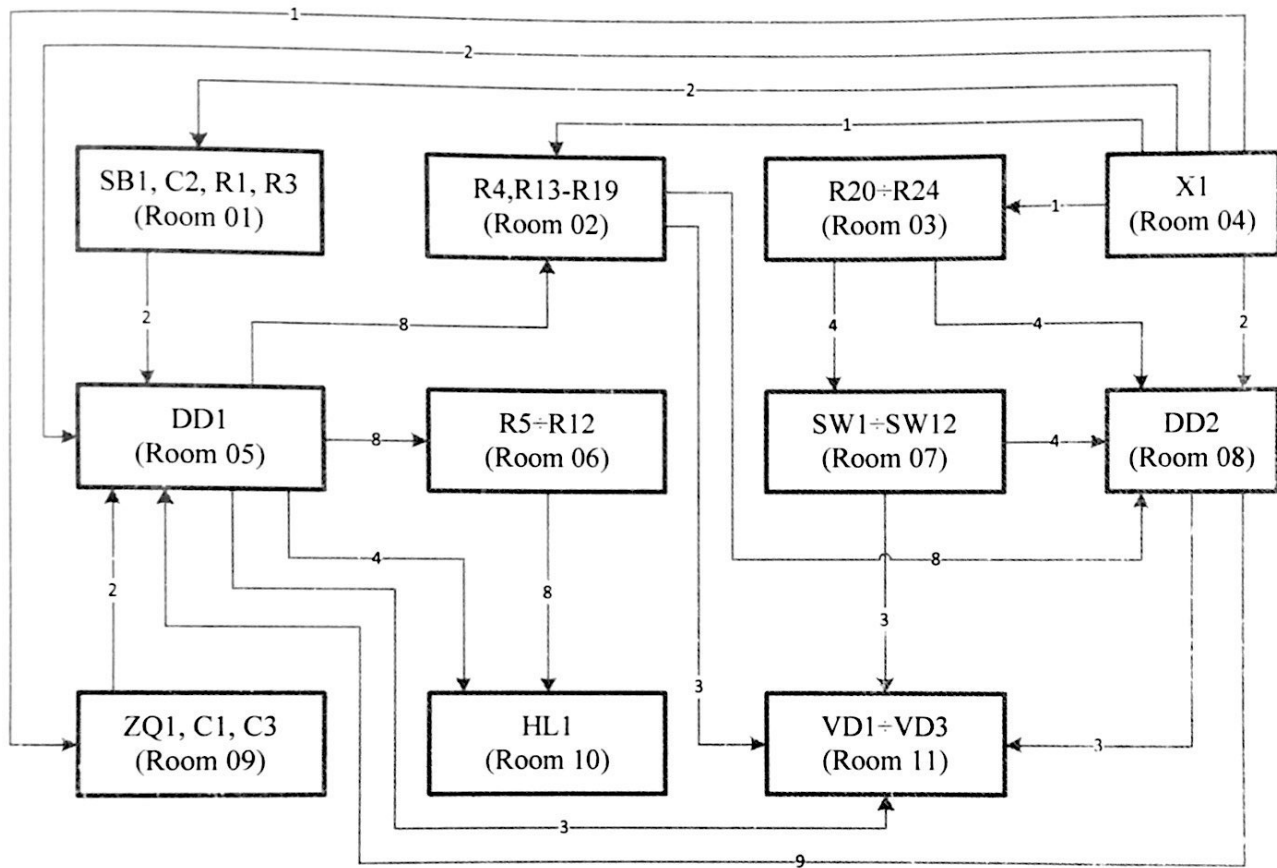 1
2
2
1
SB1, C2, R1, R3
(Room 01)
R4,R13-R19
(Room 02)
R20÷R24
(Room 03)
1
X1
(Room 04)
2
8
4
4
2
DD1
(Room 05)
8
R5÷R12
(Room 06)
SW1÷SW12
(Room 07)
4
DD2
(Room 08)
2
4
8
8
3
3
3
ZQ1, C1, C3
(Room 09)
HL1
(Room 10)
VD1÷VD3
(Room 11)
3
9